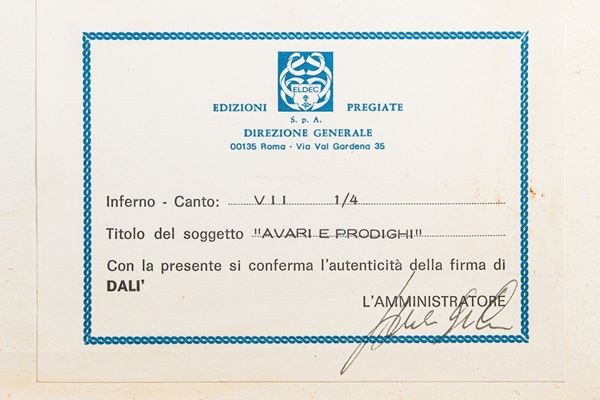 ELDEC
EDIZIONI PREGIATE
S. p. A.
DIREZIONE GENERALE
00135 Roma - Via Val Gardena 35
Inferno - Canto: VII 1/4
Titolo del soggetto "AVARI E PRODIGHI"
Con la presente si conferma l'autenticità della firma di
DALI'
L'AMMINISTRATORE